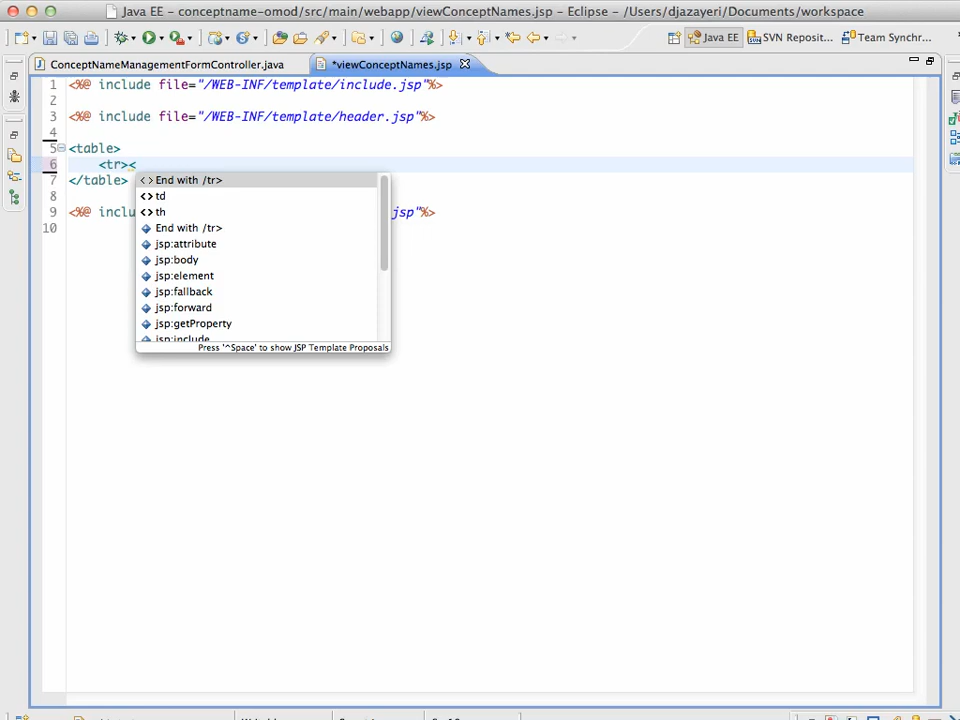 Java EE - conceptname-omod/src/main/webapp/viewConceptNames.jsp - Eclipse - /Users/djazayeri/Documents/workspace
Java EE SVN Reposit... Team Synchr...
ConceptNameManagementFormController.java *viewConceptNames.jsp
1 <%@ include file="/WEB-INF/template/include.jsp"%>
2
3 <%@ include file="/WEB-INF/template/header.jsp"%>
4
5 <table>
6 <tr><
7 </table>
8
9 <%@ inclu jsp"%>
10
<> End with /tr>
<> td
<> th
End with /tr>
jsp:attribute
jsp:body
jsp:element
jsp:fallback
jsp:forward
jsp:getProperty
jsp:include
Press '^Space' to show JSP Template Proposals